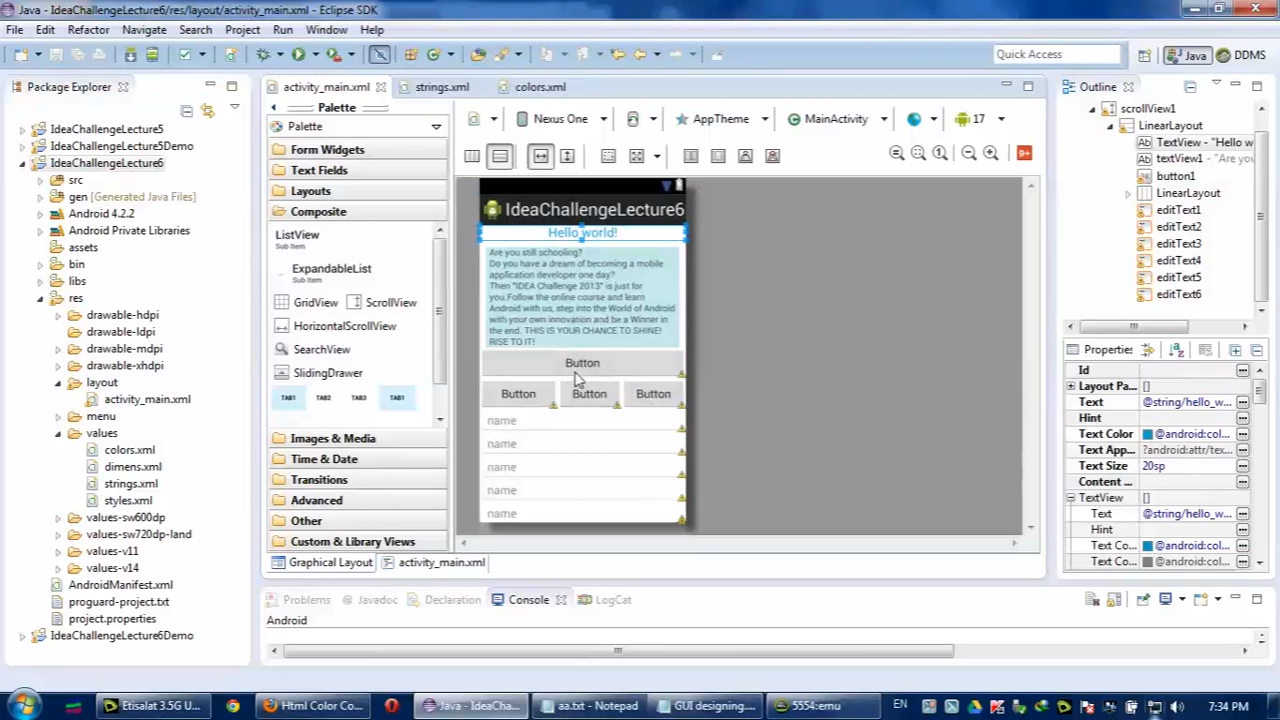 Java - IdeaChallengeLecture6/res/layout/activity_main.xml - Eclipse SDK
File Edit Refactor Navigate Search Project Run Window Help
Quick Access
Java
DDMS
Package Explorer
IdeaChallengeLecture5
IdeaChallengeLecture5Demo
IdeaChallengeLecture6
src
gen [Generated Java Files]
Android 4.2.2
Android Private Libraries
assets
bin
libs
res
drawable-hdpi
drawable-ldpi
drawable-mdpi
drawable-xhdpi
layout
activity_main.xml
menu
values
colors.xml
dimens.xml
strings.xml
styles.xml
values-sw600dp
values-sw720dp-land
values-v11
values-v14
AndroidManifest.xml
proguard-project.txt
project.properties
IdeaChallengeLecture6Demo
activity_main.xml strings.xml colors.xml
Palette
Palette
Form Widgets
Text Fields
Layouts
Composite
ListView
Sub Item
ExpandableList
Sub Item
GridView ScrollView
HorizontalScrollView
SearchView
SlidingDrawer
TAB1 TAB2 TAB3 TAB1
Images & Media
Time & Date
Transitions
Advanced
Other
Custom & Library Views
Nexus One AppTheme MainActivity 17
9+
IdeaChallengeLecture6
Hello world!
Are you still schooling?
Do you have a dream of becoming a mobile
application developer one day?
Then "IDEA Challenge 2013" is just for
you.Follow the online course and learn
Android with us, step into the World of Android
with your own innovation and be a Winner in
the end. THIS IS YOUR CHANCE TO SHINE!
RISE TO IT!
Button
Button Button Button
name
name
name
name
name
Graphical Layout activity_main.xml
Outline
scrollView1
LinearLayout
Ab TextView - "Hello w
Ab textView1 - "Are you
Ab button1
LinearLayout
editText1
editText2
editText3
editText4
editText5
editText6
Properties
Id
Layout Pa... []
Text @string/hello_w...
Hint
Text Color @android:col...
Text App... ?android:attr/tex...
Text Size 20sp
Content ...
TextView []
Text @string/hello_w...
Hint
Text Co... @android:col...
Text Co... @android:col...
Problems Javadoc Declaration Console LogCat
Android
Etisalat 3.5G U... Html Color Co... Java - IdeaCha... aa.txt - Notepad GUI designing.... 5554:emu EN 7:34 PM